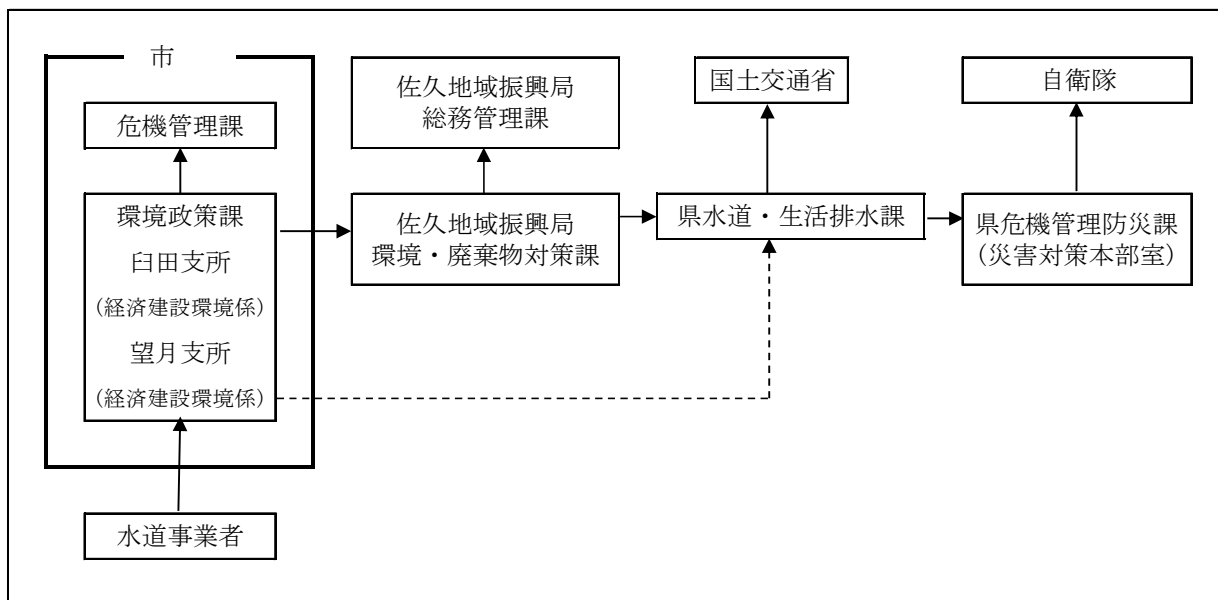 市
危機管理課
環境政策課
臼田支所
（経済建設環境係）
望月支所
（経済建設環境係）
水道事業者
佐久地域振興局
総務管理課
佐久地域振興局
環境・廃棄物対策課
国土交通省
県水道・生活排水課
自衛隊
県危機管理防災課
（災害対策本部室）